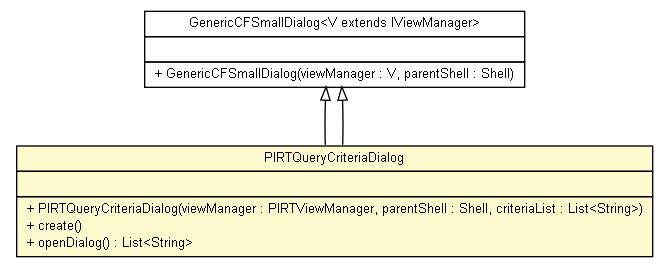 GenericCFSmallDialog<V extends IViewManager>
+ GenericCFSmallDialog(viewManager : V, parentShell : Shell)
PIRTQueryCriteriaDialog
+ PIRTQueryCriteriaDialog(viewManager : PIRTViewManager, parentShell : Shell, criteriaList : List<String>)
+ create()
+ openDialog() : List<String>